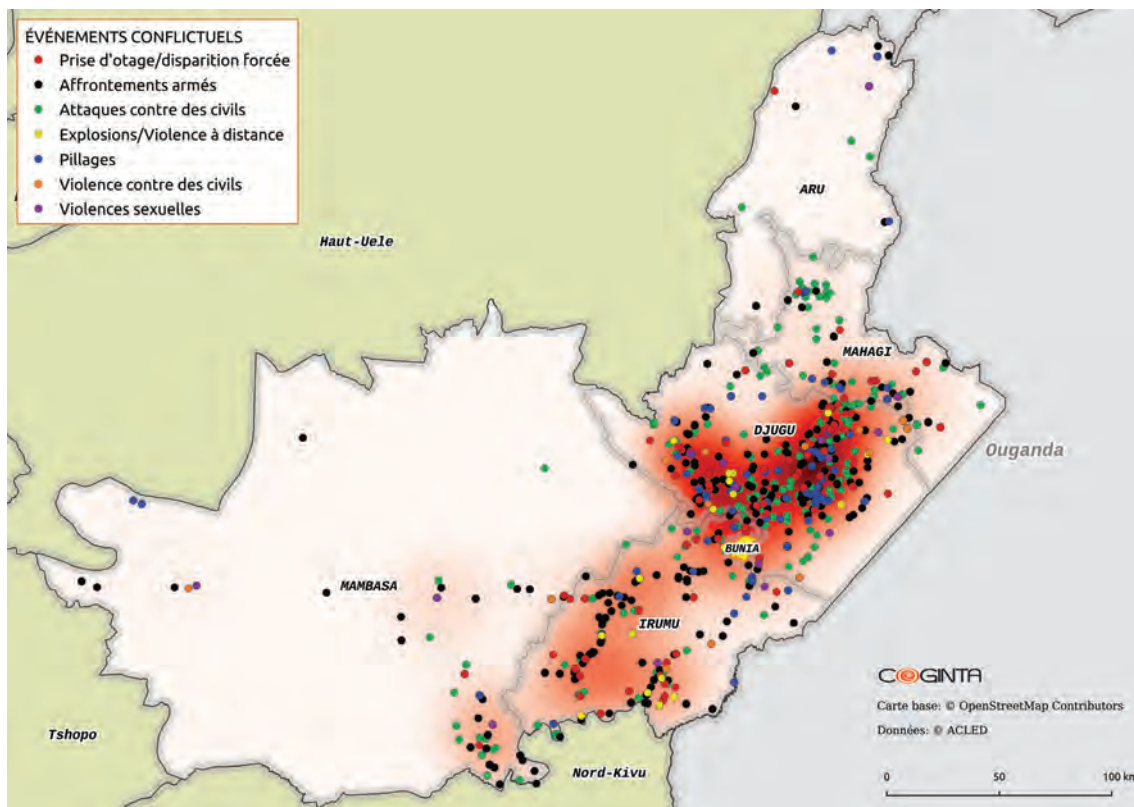 ÉVÉNEMENTS CONFLICTUELS
Prise d'otage/disparition forcée
Affrontements armés
Attaques contre des civils
Explosions/Violence à distance
Pillages
Violence contre des civils
Violences sexuelles
ARU
Haut-Uele
MAHAGI
DJUGU
Ouganda
BUNIA
MAMBASA
IRUMU
COGINTA
Carte base: © OpenStreetMap Contributors
Données: © ACLED
Tshopo
Nord-Kivu
0 50 100 km